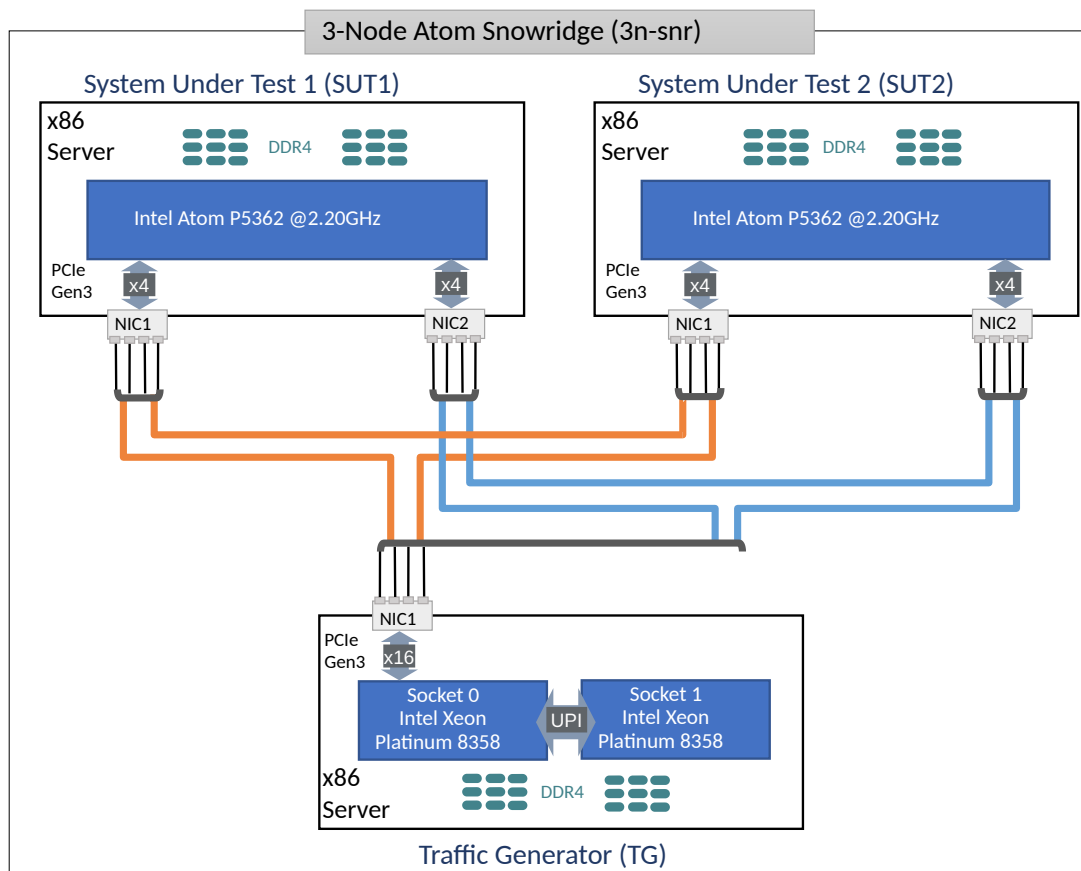 3-Node Atom Snowridge (3n-snr)
System Under Test 1 (SUT1)
System Under Test 2 (SUT2)
x86
Server
DDR4
Intel Atom P5362 @2.20GHz
PCIe
Gen3
x4
x4
NIC1
NIC2
x86
Server
DDR4
Intel Atom P5362 @2.20GHz
PCIe
Gen3
x4
x4
NIC1
NIC2
NIC1
PCIe
Gen3
x16
Socket 0
Intel Xeon
Platinum 8358
UPI
Socket 1
Intel Xeon
Platinum 8358
x86
Server
DDR4
Traffic Generator (TG)